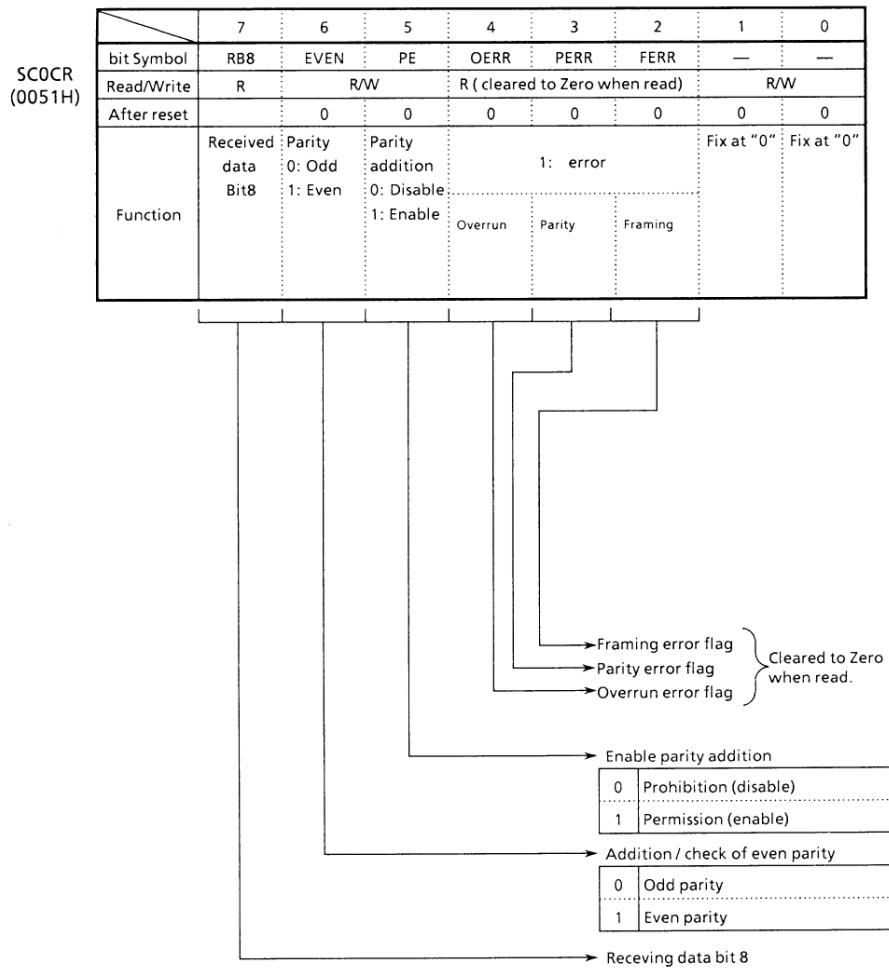 7 6 5 4 3 2 1 0
bit Symbol RB8 EVEN PE OERR PERR FERR — —
SC0CR
(0051H)
Read/Write R R/W R ( cleared to Zero when read) R/W
After reset 0 0 0 0 0 0 0
Function
Received
data
Bit8
Parity
0: Odd
1: Even
Parity
addition
0: Disable
1: Enable
1: error
Overrun Parity Framing
Fix at "0" Fix at "0"
Framing error flag
Parity error flag
Overrun error flag
Cleared to Zero
when read.
Enable parity addition
0 Prohibition (disable)
1 Permission (enable)
Addition / check of even parity
0 Odd parity
1 Even parity
Receving data bit 8